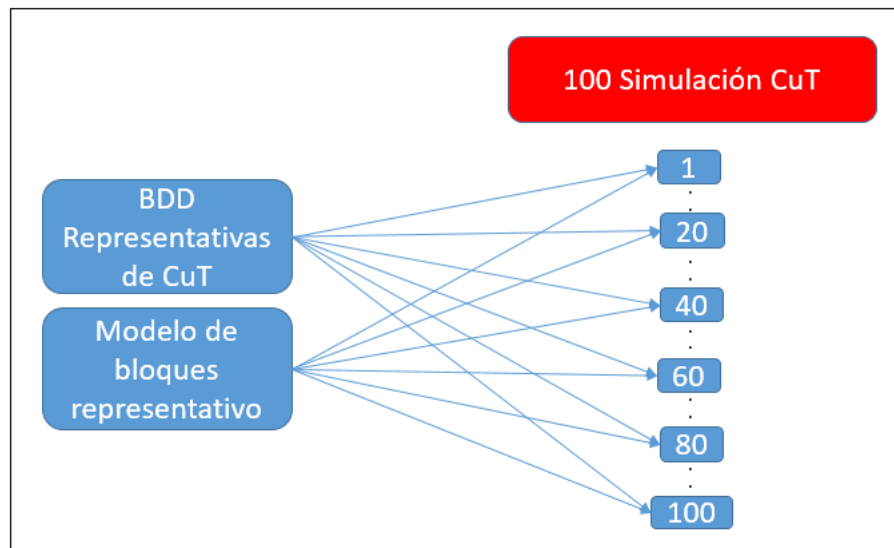 100 Simulación CuT
BDD
Representativas
de CuT
Modelo de
bloques
representativo
1
20
40
60
80
100